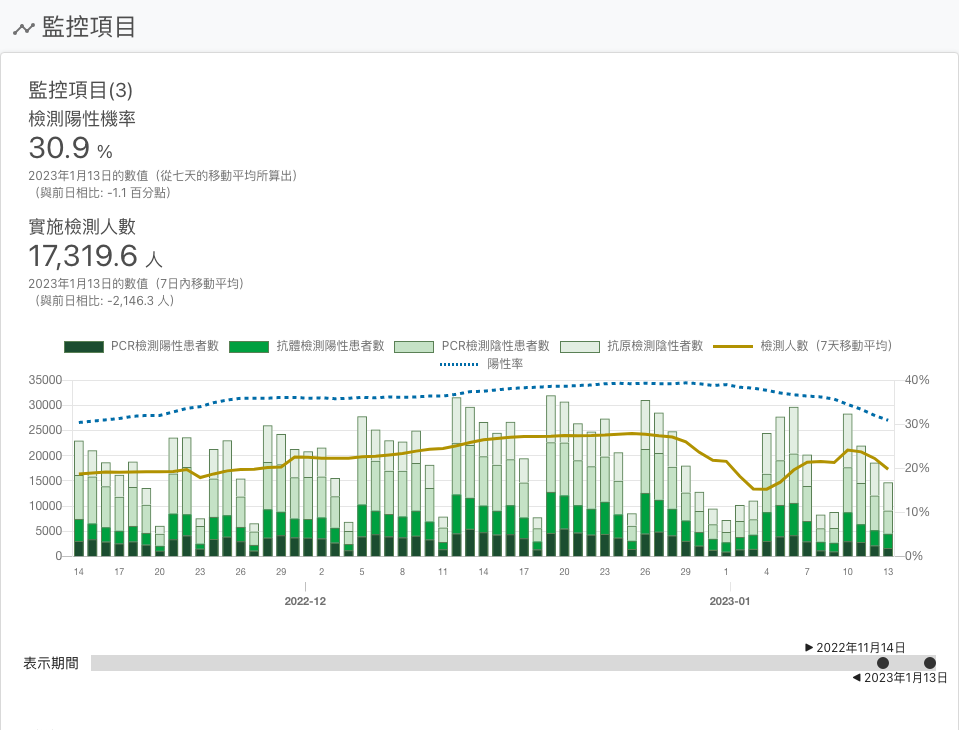 監控項目
監控項目(3)
檢測陽性機率
30.9 %
2023年1月13日的數值（從七天的移動平均所算出）
（與前日相比: -1.1 百分點）
實施檢測人數
17,319.6 人
2023年1月13日的數值（7日內移動平均）
（與前日相比: -2,146.3 人）
PCR檢測陽性患者數 抗體檢測陽性患者數 PCR檢測陰性患者數 抗原檢測陰性者數 檢測人數（7天移動平均）
陽性率
35000 40%
30000
25000 30%
20000
15000 20%
10000 10%
5000
0 0%
14 17 20 23 26 29 2 5 8 11 14 17 20 23 26 29 1 4 7 10 13
2022-12 2023-01
▶ 2022年11月14日
表示期間
◀ 2023年1月13日